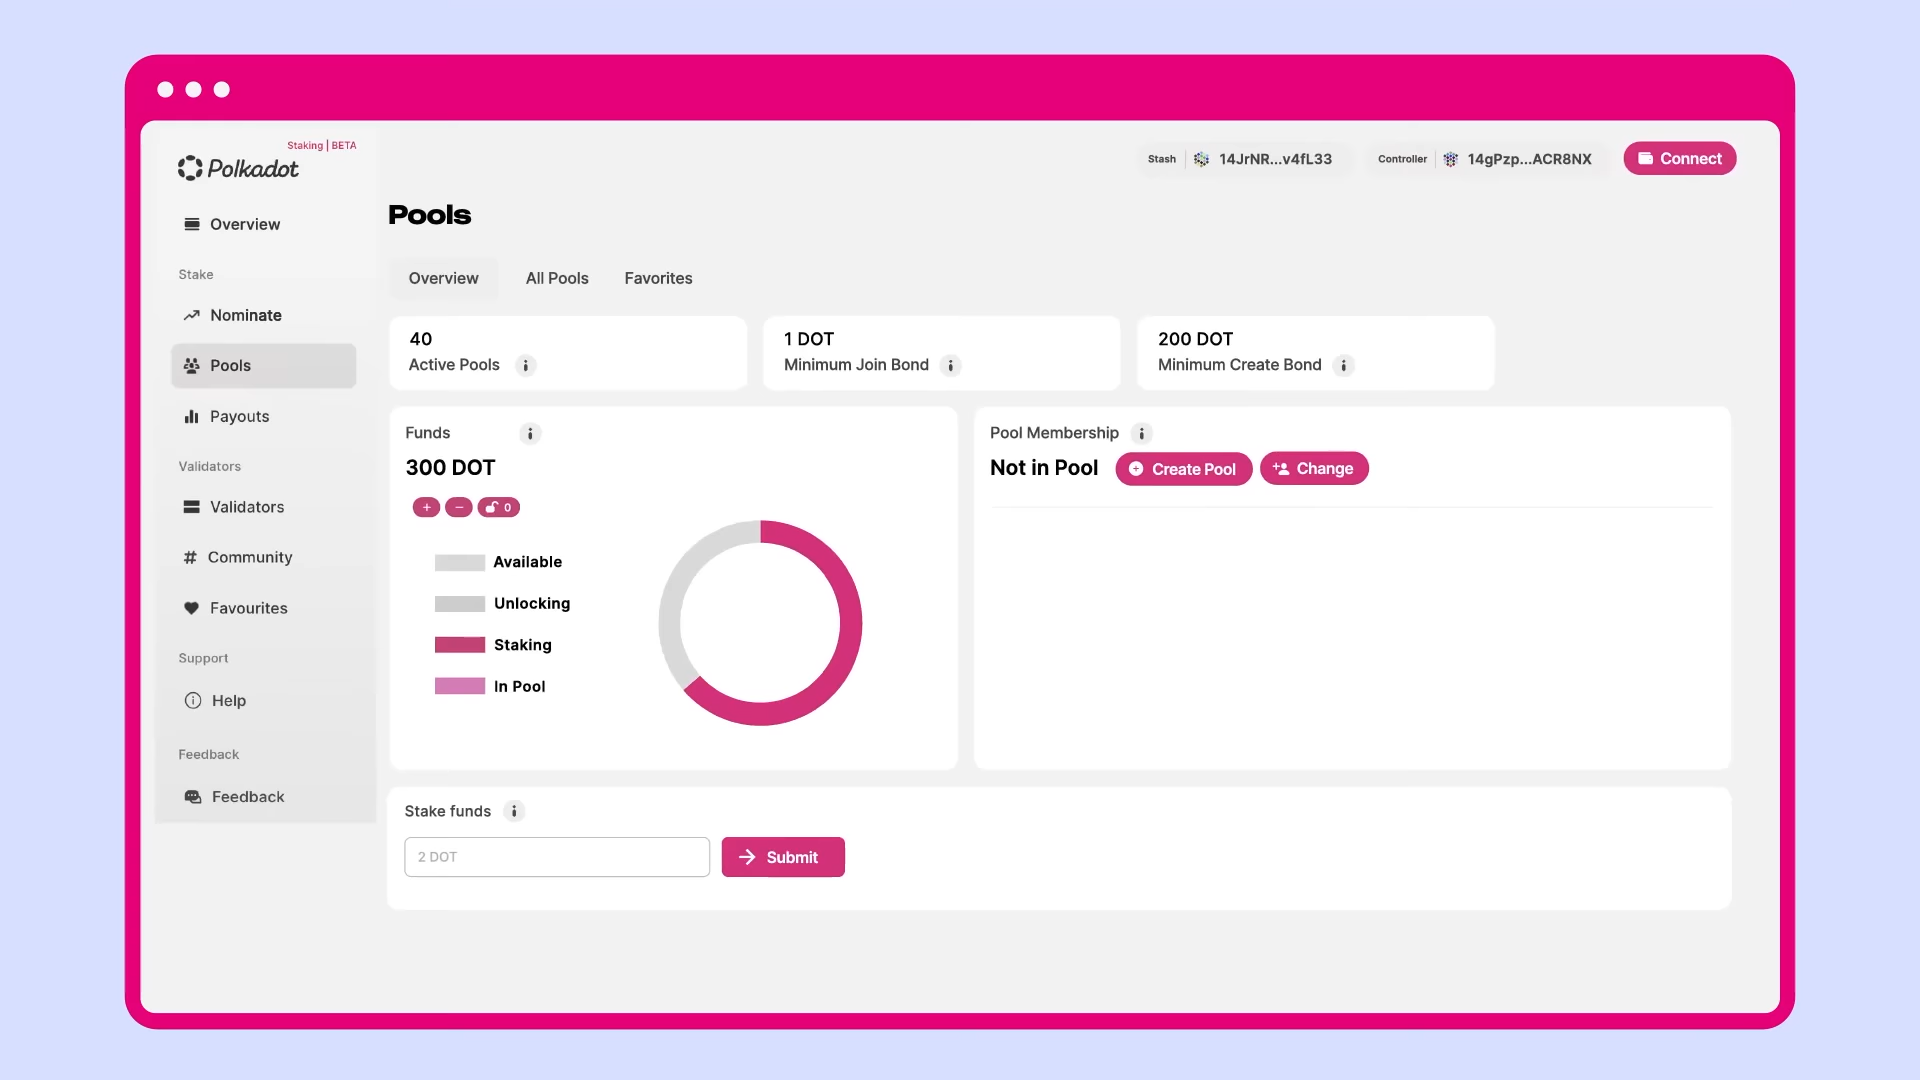 Staking | BETA
Polkadot
Overview
Stake
Nominate
Pools
Payouts
Validators
Validators
Community
Favourites
Support
Help
Feedback
Feedback
Stash 14JrNR...v4fL33
Controller 14gPzp...ACR8NX
Connect
Pools
Overview All Pools Favorites
40
Active Pools
1 DOT
Minimum Join Bond
200 DOT
Minimum Create Bond
Funds
300 DOT
+ − 0
Available
Unlocking
Staking
In Pool
Pool Membership
Not in Pool Create Pool Change
Stake funds
2 DOT
Submit